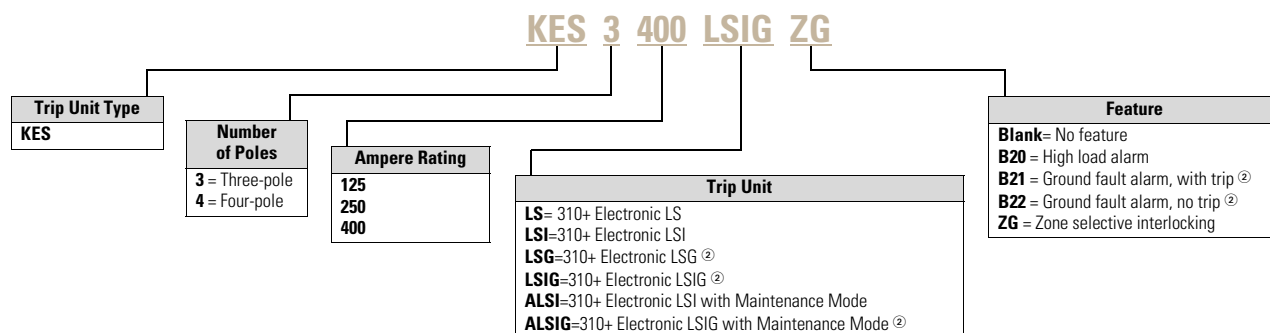 KES 3 400 LSIG ZG
Trip Unit Type
KES
Number
of Poles
3 = Three-pole
4 = Four-pole
Ampere Rating
125
250
400
Trip Unit
LS= 310+ Electronic LS
LSI=310+ Electronic LSI
LSG=310+ Electronic LSG ②
LSIG=310+ Electronic LSIG ②
ALSI=310+ Electronic LSI with Maintenance Mode
ALSIG=310+ Electronic LSIG with Maintenance Mode ②
Feature
Blank= No feature
B20 = High load alarm
B21 = Ground fault alarm, with trip ②
B22 = Ground fault alarm, no trip ②
ZG = Zone selective interlocking